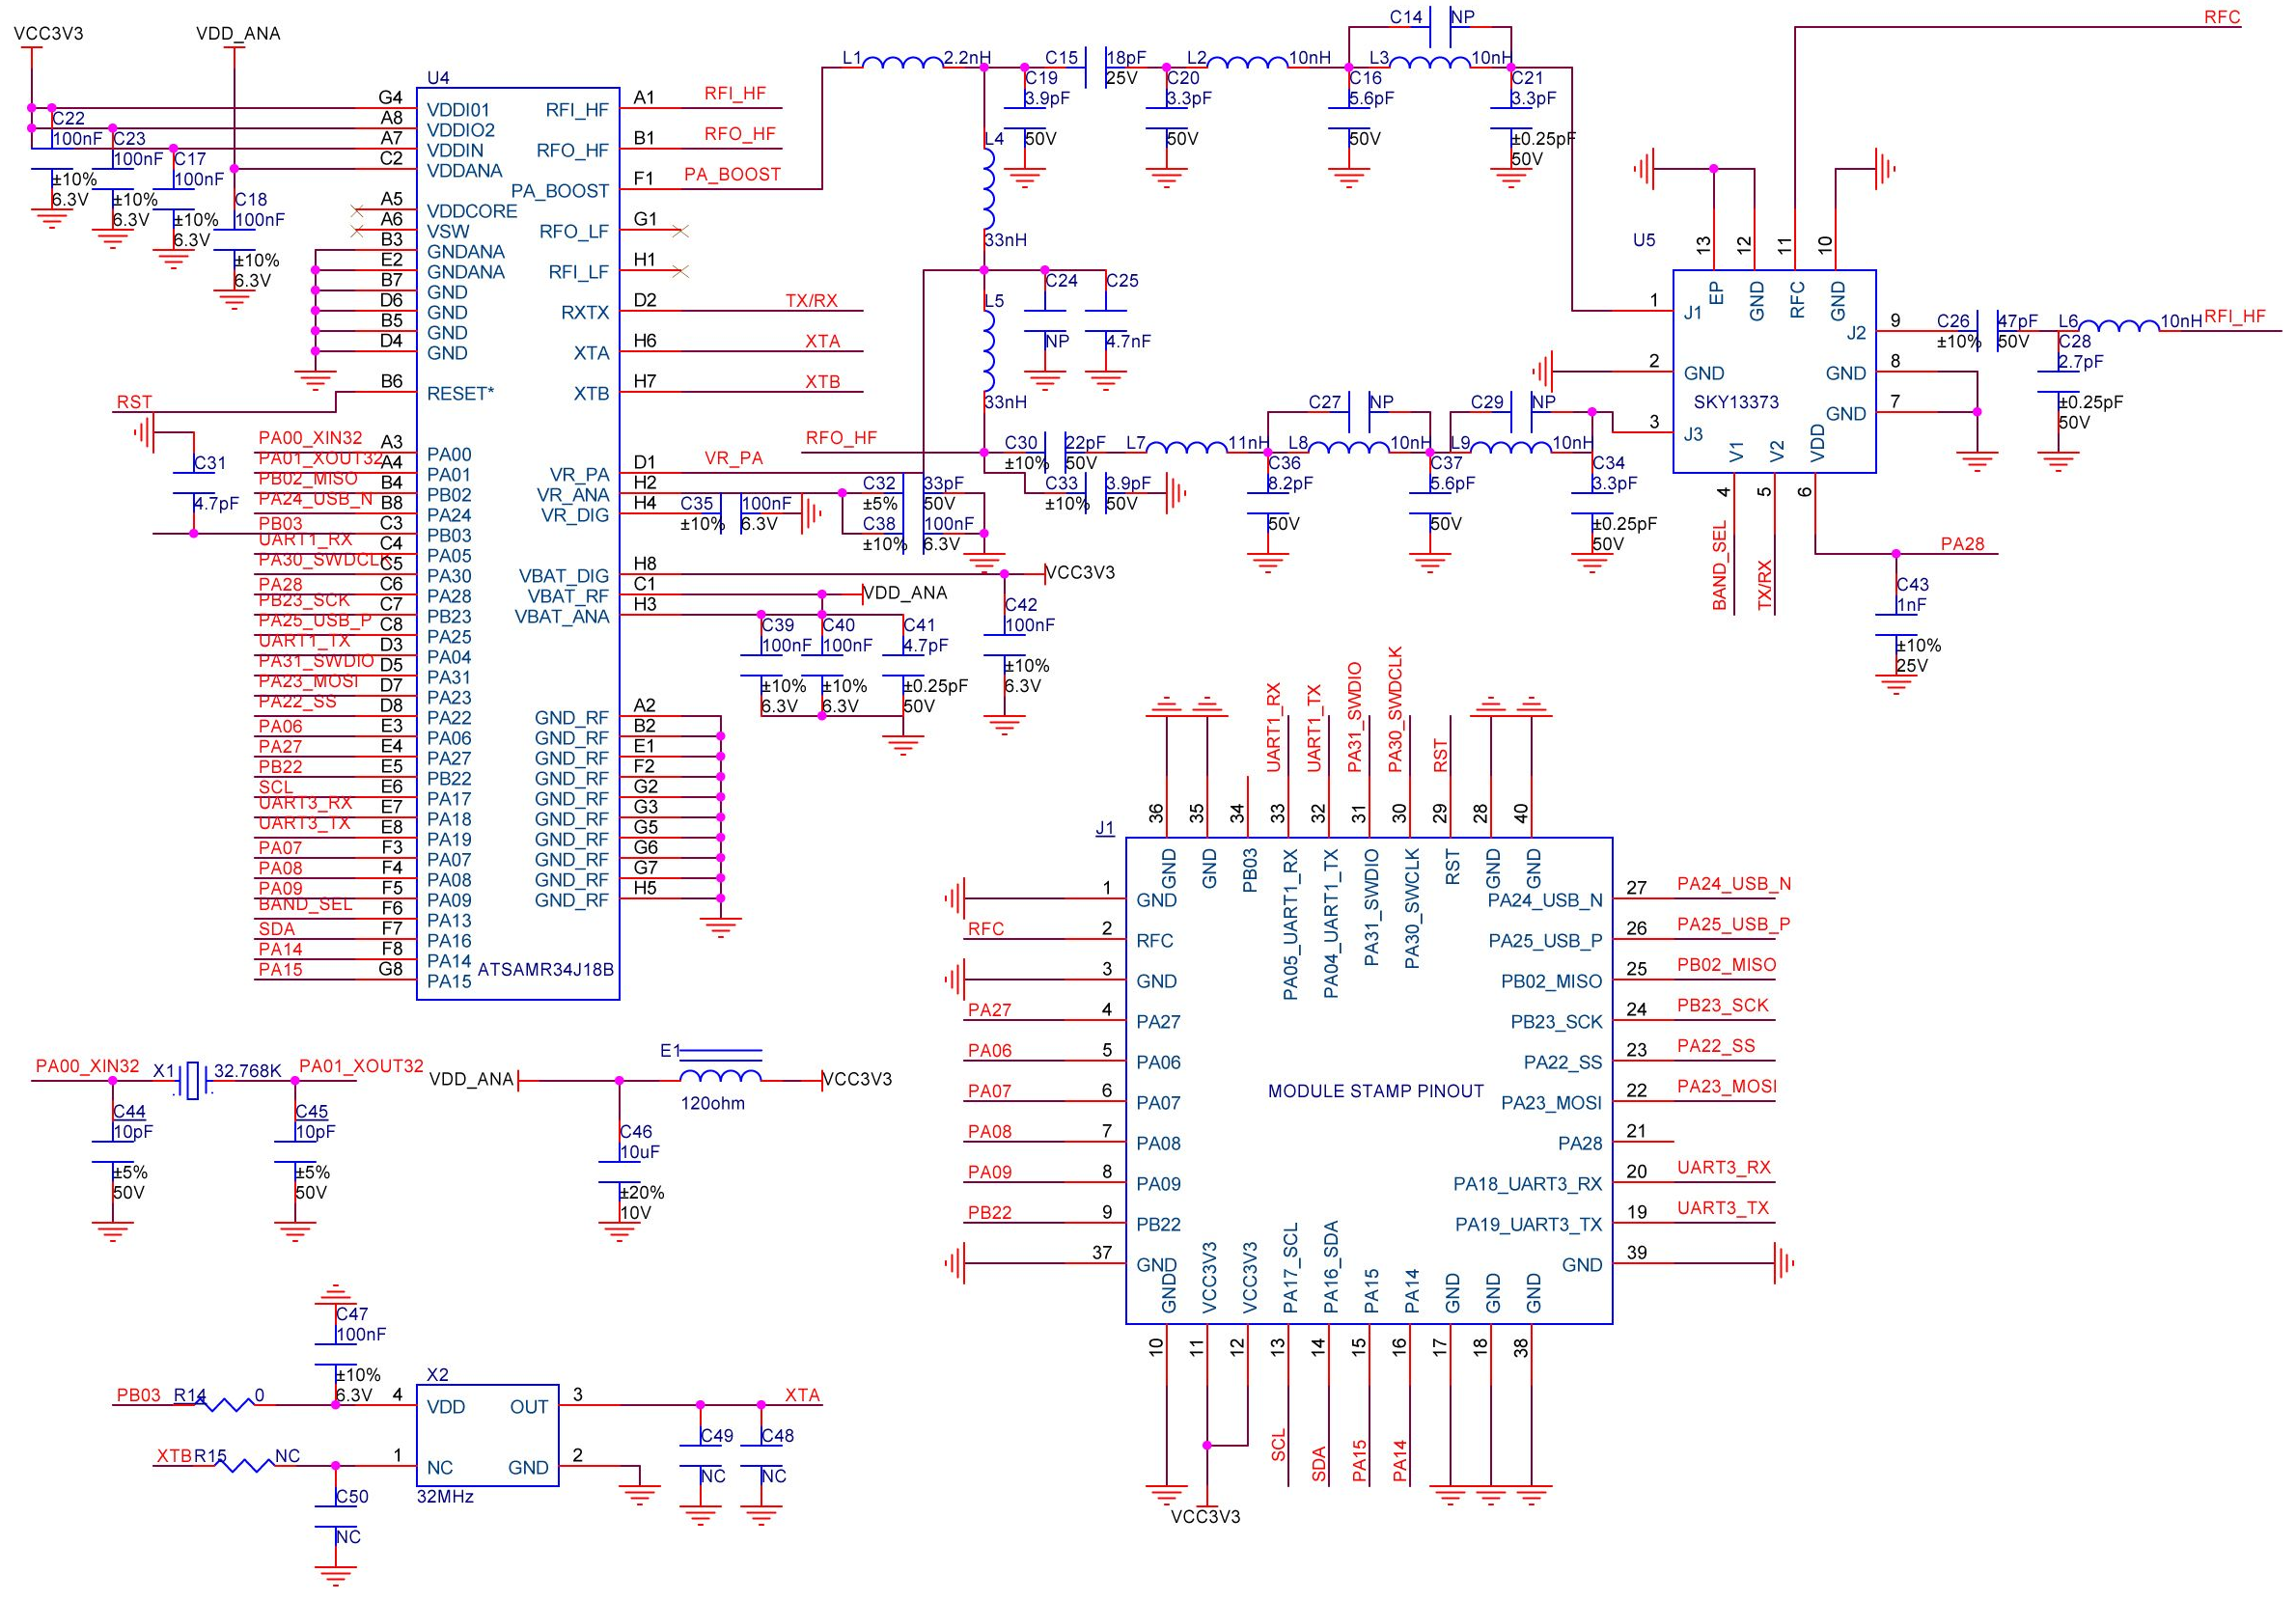 VCC3V3
VDD_ANA
U4
G4 VDDI01
A8 VDDIO2
A7 VDDIN
C2 VDDANA
A5 VDDCORE
A6 VSW
B3 GNDANA
E2 GNDANA
B7 GND
D6 GND
B5 GND
D4 GND
B6 RESET*
RST
C22
100nF
±10%
6.3V
C23
100nF
±10%
6.3V
C17
100nF
±10%
6.3V
C18
100nF
±10%
6.3V
C31
4.7pF
PA00_XIN32 A3 PA00
PA01_XOUT32 A4 PA01
PB02_MISO B4 PB02
PA24_USB_N B8 PA24
PB03 C3 PB03
UART1_RX C4 PA05
PA30_SWDCLK C5 PA30
PA28 C6 PA28
PB23_SCK C7 PB23
PA25_USB_P C8 PA25
UART1_TX D3 PA04
PA31_SWDIO D5 PA31
PA23_MOSI D7 PA23
PA22_SS D8 PA22
PA06 E3 PA06
PA27 E4 PA27
PB22 E5 PB22
SCL E6 PA17
UART3_RX E7 PA18
UART3_TX E8 PA19
PA07 F3 PA07
PA08 F4 PA08
PA09 F5 PA09
BAND_SEL F6 PA13
SDA F7 PA16
PA14 F8 PA14
PA15 G8 PA15
ATSAMR34J18B
RFI_HF A1 RFI_HF
RFO_HF B1 RFO_HF
PA_BOOST F1 PA_BOOST
RFO_LF G1
RFI_LF H1
RXTX D2 TX/RX
XTA H6 XTA
XTB H7 XTB
VR_PA D1 VR_PA
VR_ANA H2
VR_DIG H4
VBAT_DIG H8 VCC3V3
VBAT_RF C1 VDD_ANA
VBAT_ANA H3
GND_RF A2
GND_RF B2
GND_RF E1
GND_RF F2
GND_RF G2
GND_RF G3
GND_RF G5
GND_RF G6
GND_RF G7
GND_RF H5
L1 2.2nH
C15 18pF
25V
L2 10nH
C14 NP
L3 10nH
C19
3.9pF
50V
C20
3.3pF
50V
C16
5.6pF
50V
C21
3.3pF
±0.25pF
50V
L4
33nH
L5
33nH
C24
NP
C25
4.7nF
RFO_HF
C30 22pF
±10% 50V
L7 11nH
C27 NP
L8 10nH
C29 NP
L9 10nH
C33 3.9pF
±10% 50V
C36
8.2pF
50V
C37
5.6pF
50V
C34
3.3pF
±0.25pF
50V
C35 100nF
±10% 6.3V
C32 33pF
±5% 50V
C38 100nF
±10% 6.3V
C39
100nF
±10%
6.3V
C40
100nF
±10%
6.3V
C41
4.7pF
±0.25pF
50V
C42
100nF
±10%
6.3V
RFC
U5
SKY13373
13 EP
12 GND
11 RFC
10 GND
1 J1
2 GND
3 J3
4 V1
5 V2
6 VDD
9 J2
8 GND
7 GND
BAND_SEL
TX/RX
PA28
C43
1nF
±10%
25V
C26 47pF
±10% 50V
L6 10nH
RFI_HF
C28
2.7pF
±0.25pF
50V
PA00_XIN32
X1 32.768K
PA01_XOUT32
C44
10pF
±5%
50V
C45
10pF
±5%
50V
VDD_ANA
E1
120ohm
VCC3V3
C46
10uF
±20%
10V
C47
100nF
±10%
6.3V
PB03 R14 0
XTB R15 NC
C50
NC
X2
4 VDD
1 NC
OUT 3
GND 2
32MHz
XTA
C49
NC
C48
NC
J1
MODULE STAMP PINOUT
36 GND
35 GND
34 PB03
UART1_RX 33 PA05_UART1_RX
UART1_TX 32 PA04_UART1_TX
PA31_SWDIO 31 PA31_SWDIO
PA30_SWDCLK 30 PA30_SWCLK
RST 29 RST
28 GND
40 GND
1 GND
RFC 2 RFC
3 GND
PA27 4 PA27
PA06 5 PA06
PA07 6 PA07
PA08 7 PA08
PA09 8 PA09
PB22 9 PB22
37 GND
PA24_USB_N 27 PA24_USB_N
PA25_USB_P 26 PA25_USB_P
PB02_MISO 25 PB02_MISO
PB23_SCK 24 PB23_SCK
PA22_SS 23 PA22_SS
PA23_MOSI 22 PA23_MOSI
PA28 21
PA18_UART3_RX 20 UART3_RX
PA19_UART3_TX 19 UART3_TX
GND 39
GND 10
VCC3V3 11
VCC3V3 12
PA17_SCL 13 SCL
PA16_SDA 14 SDA
PA15 15 PA15
PA14 16 PA14
GND 17
GND 18
GND 38
VCC3V3